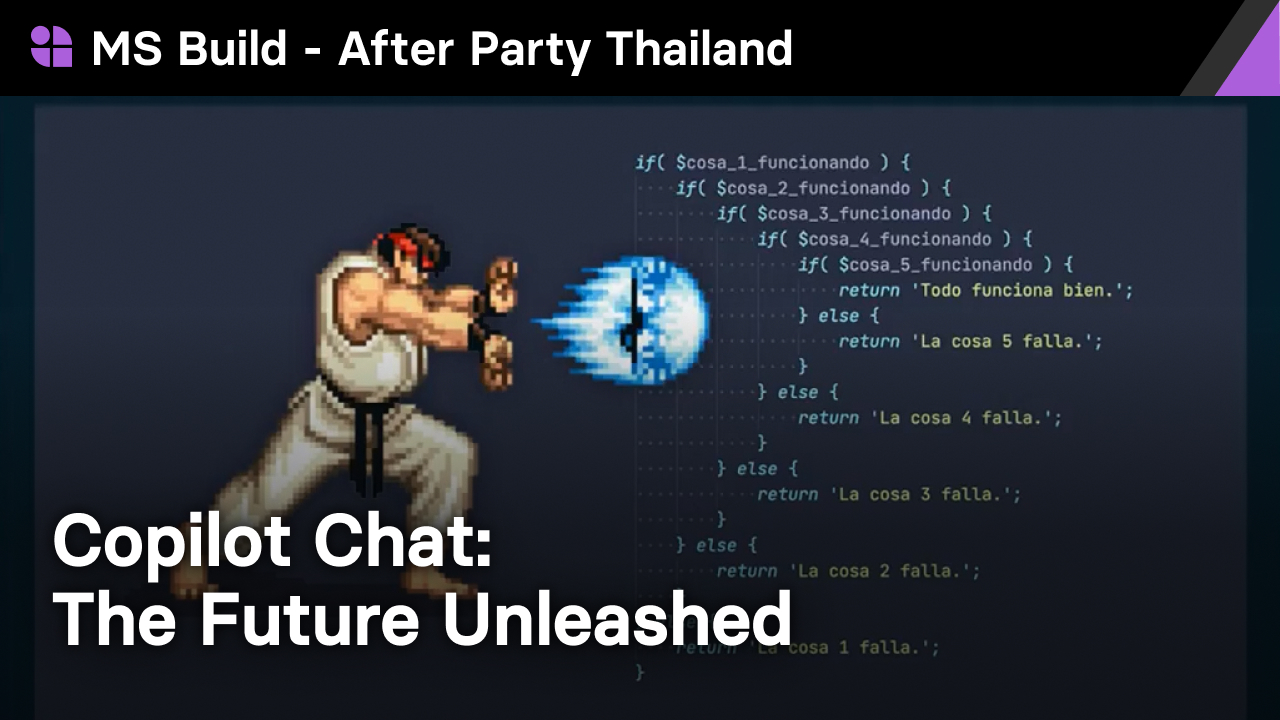 MS Build - After Party Thailand
if( $cosa_1_funcionando ) {
if( $cosa_2_funcionando ) {
if( $cosa_3_funcionando ) {
if( $cosa_4_funcionando ) {
if( $cosa_5_funcionando ) {
return 'Todo funciona bien.';
} else {
return 'La cosa 5 falla.';
}
} else {
return 'La cosa 4 falla.';
}
} else {
return 'La cosa 3 falla.';
}
} else {
return 'La cosa 2 falla.';
return 'La cosa 1 falla.';
}
Copilot Chat:
The Future Unleashed